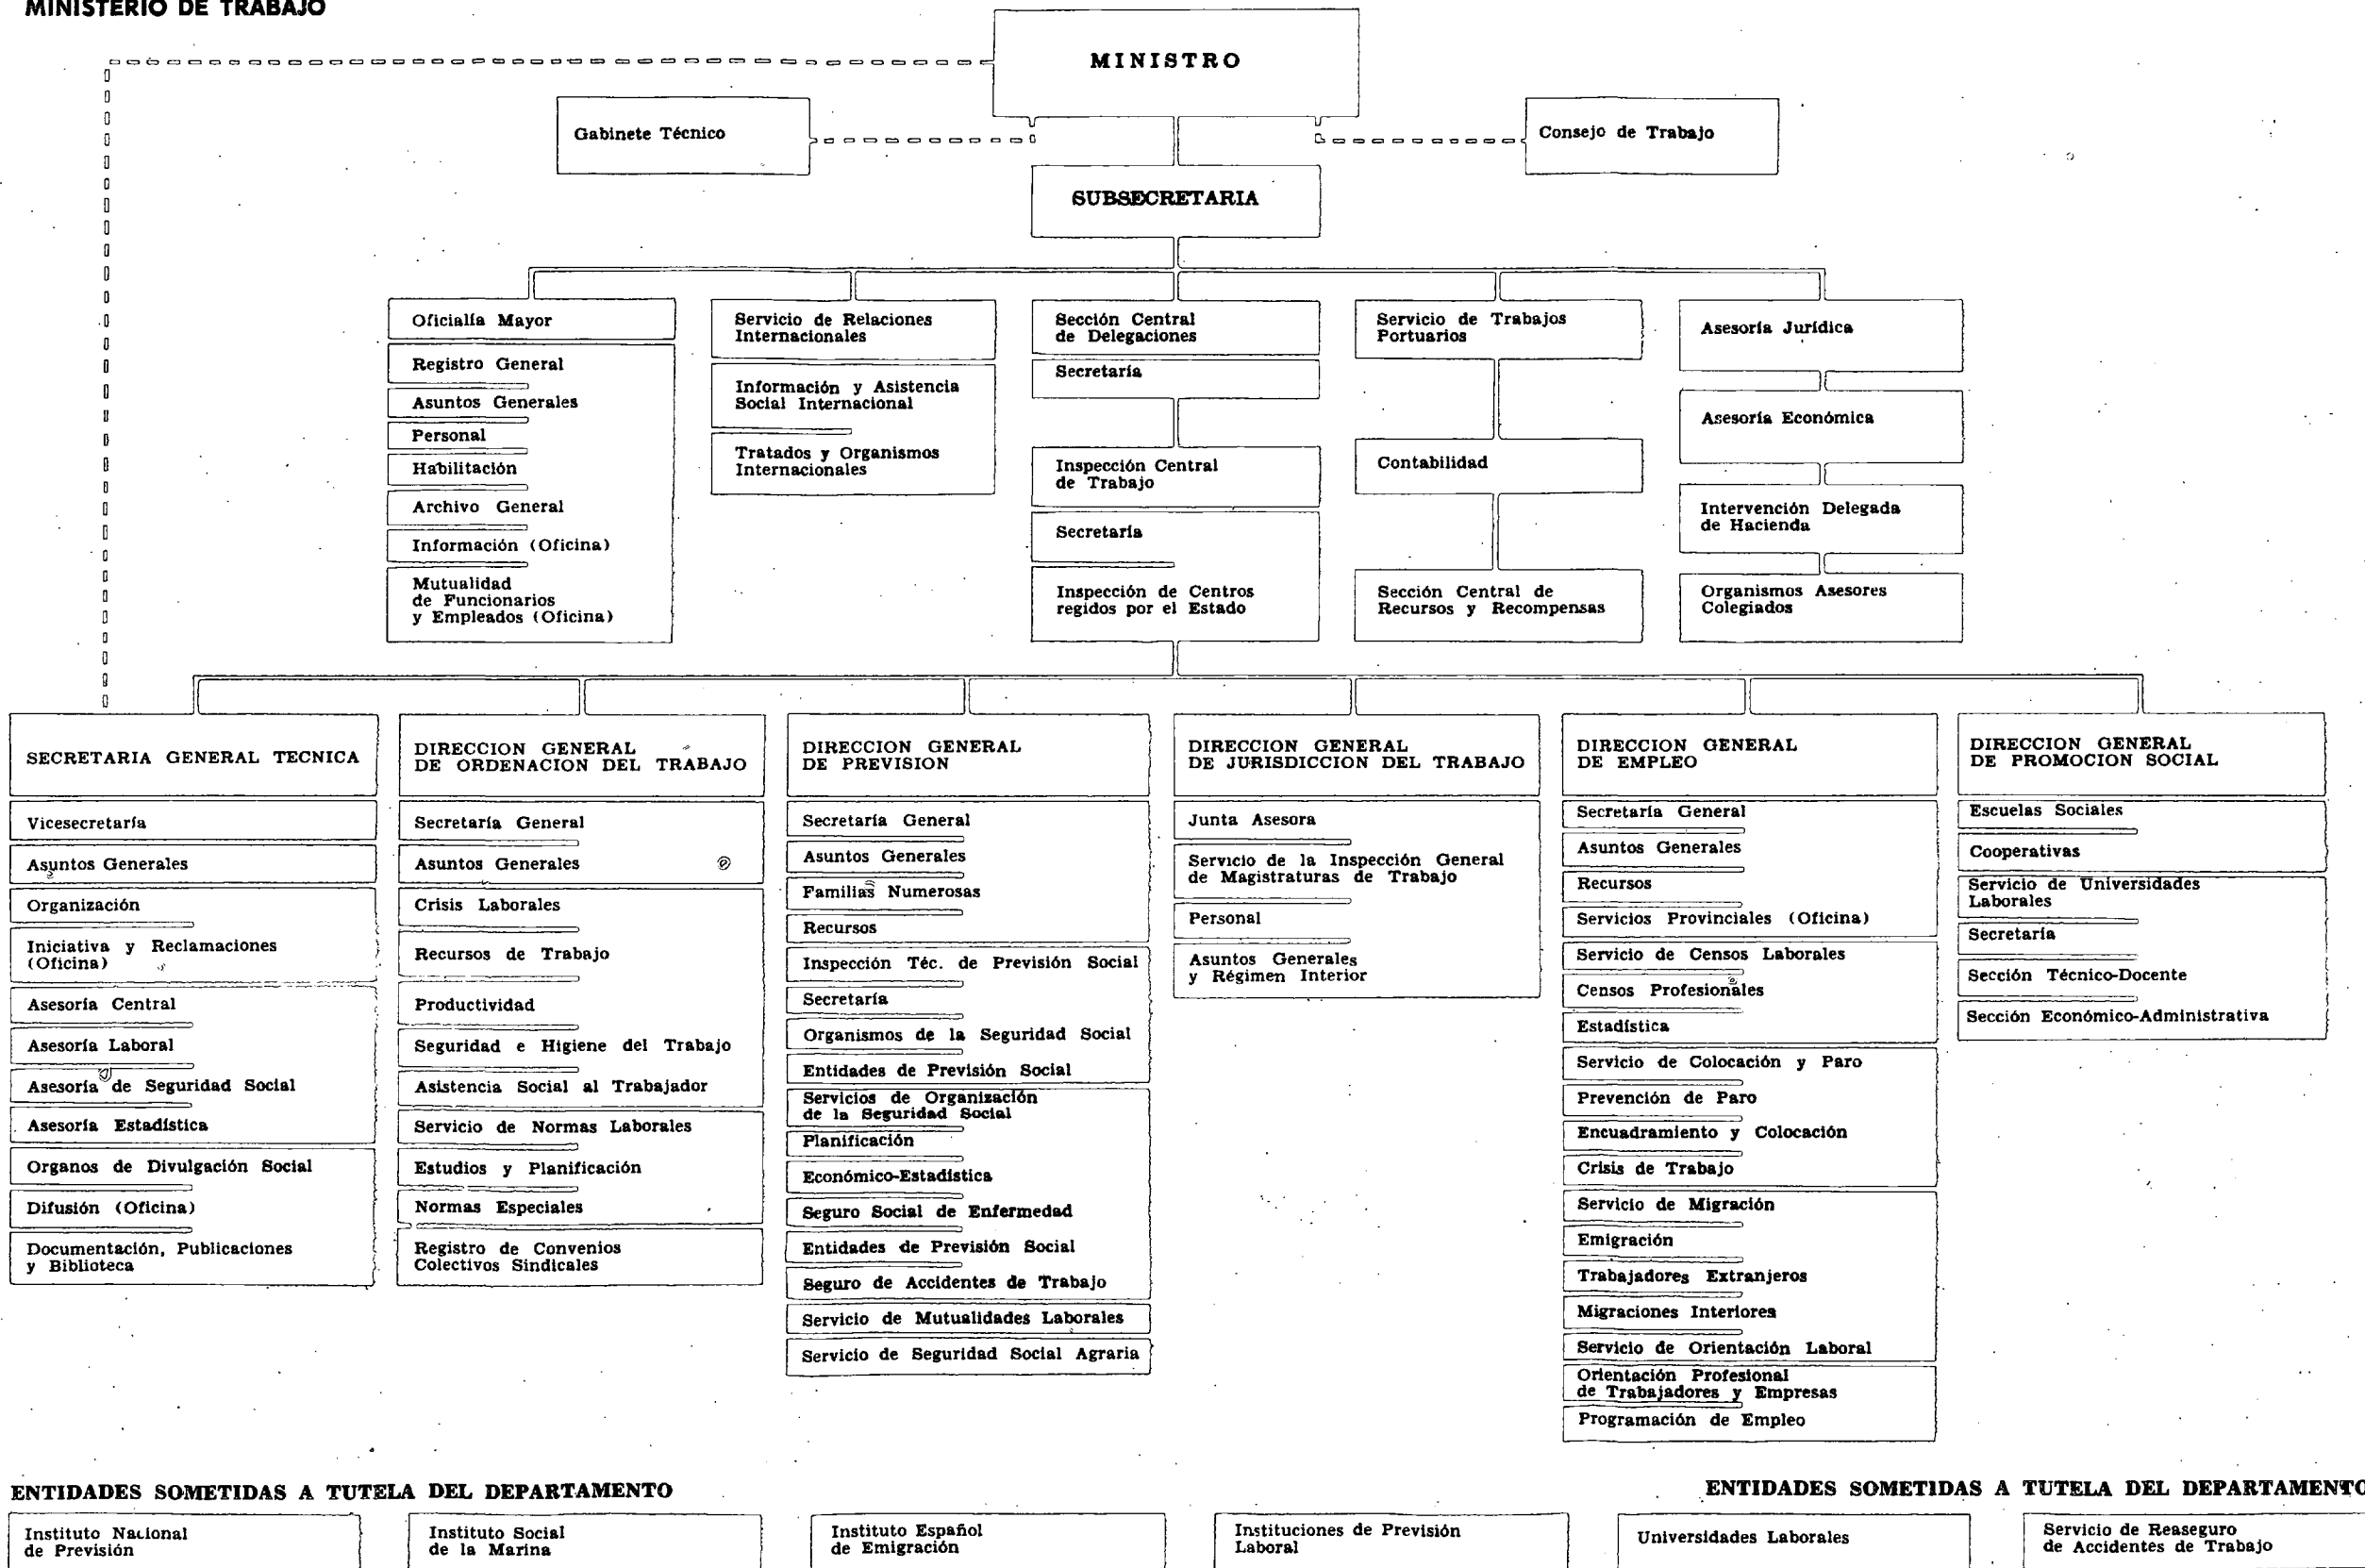 MINISTERIO DE TRABAJO
MINISTRO
Gabinete Técnico
Consejo de Trabajo
SUBSECRETARIA
Oficialía Mayor
Registro General
Asuntos Generales
Personal
Habilitación
Archivo General
Información (Oficina)
Mutualidad
de Funcionarios
y Empleados (Oficina)
Servicio de Relaciones
Internacionales
Información y Asistencia
Social Internacional
Tratados y Organismos
Internacionales
Sección Central
de Delegaciones
Secretaría
Inspección Central
de Trabajo
Secretaría
Inspección de Centros
regidos por el Estado
Servicio de Trabajos
Portuarios
Contabilidad
Sección Central de
Recursos y Recompensas
Asesoría Jurídica
Asesoría Económica
Intervención Delegada
de Hacienda
Organismos Asesores
Colegiados
SECRETARIA GENERAL TECNICA
Vicesecretaría
Asuntos Generales
Organización
Iniciativa y Reclamaciones
(Oficina)
Asesoría Central
Asesoría Laboral
Asesoría de Seguridad Social
Asesoría Estadística
Organos de Divulgación Social
Difusión (Oficina)
Documentación, Publicaciones
y Biblioteca
DIRECCION GENERAL
DE ORDENACION DEL TRABAJO
Secretaría General
Asuntos Generales
Crisis Laborales
Recursos de Trabajo
Productividad
Seguridad e Higiene del Trabajo
Asistencia Social al Trabajador
Servicio de Normas Laborales
Estudios y Planificación
Normas Especiales
Registro de Convenios
Colectivos Sindicales
DIRECCION GENERAL
DE PREVISION
Secretaría General
Asuntos Generales
Familias Numerosas
Recursos
Inspección Téc. de Previsión Social
Secretaría
Organismos de la Seguridad Social
Entidades de Previsión Social
Servicios de Organización
de la Seguridad Social
Planificación
Económico-Estadística
Seguro Social de Enfermedad
Entidades de Previsión Social
Seguro de Accidentes de Trabajo
Servicio de Mutualidades Laborales
Servicio de Seguridad Social Agraria
DIRECCION GENERAL
DE JURISDICCION DEL TRABAJO
Junta Asesora
Servicio de la Inspección General
de Magistraturas de Trabajo
Personal
Asuntos Generales
y Régimen Interior
DIRECCION GENERAL
DE EMPLEO
Secretaría General
Asuntos Generales
Recursos
Servicios Provinciales (Oficina)
Servicio de Censos Laborales
Censos Profesionales
Estadística
Servicio de Colocación y Paro
Prevención de Paro
Encuadramiento y Colocación
Crisis de Trabajo
Servicio de Migración
Emigración
Trabajadores Extranjeros
Migraciones Interiores
Servicio de Orientación Laboral
Orientación Profesional
de Trabajadores y Empresas
Programación de Empleo
DIRECCION GENERAL
DE PROMOCION SOCIAL
Escuelas Sociales
Cooperativas
Servicio de Universidades
Laborales
Secretaría
Sección Técnico-Docente
Sección Económico-Administrativa
ENTIDADES SOMETIDAS A TUTELA DEL DEPARTAMENTO
ENTIDADES SOMETIDAS A TUTELA DEL DEPARTAMENTO
Instituto Nacional
de Previsión
Instituto Social
de la Marina
Instituto Español
de Emigración
Instituciones de Previsión
Laboral
Universidades Laborales
Servicio de Reaseguro
de Accidentes de Trabajo